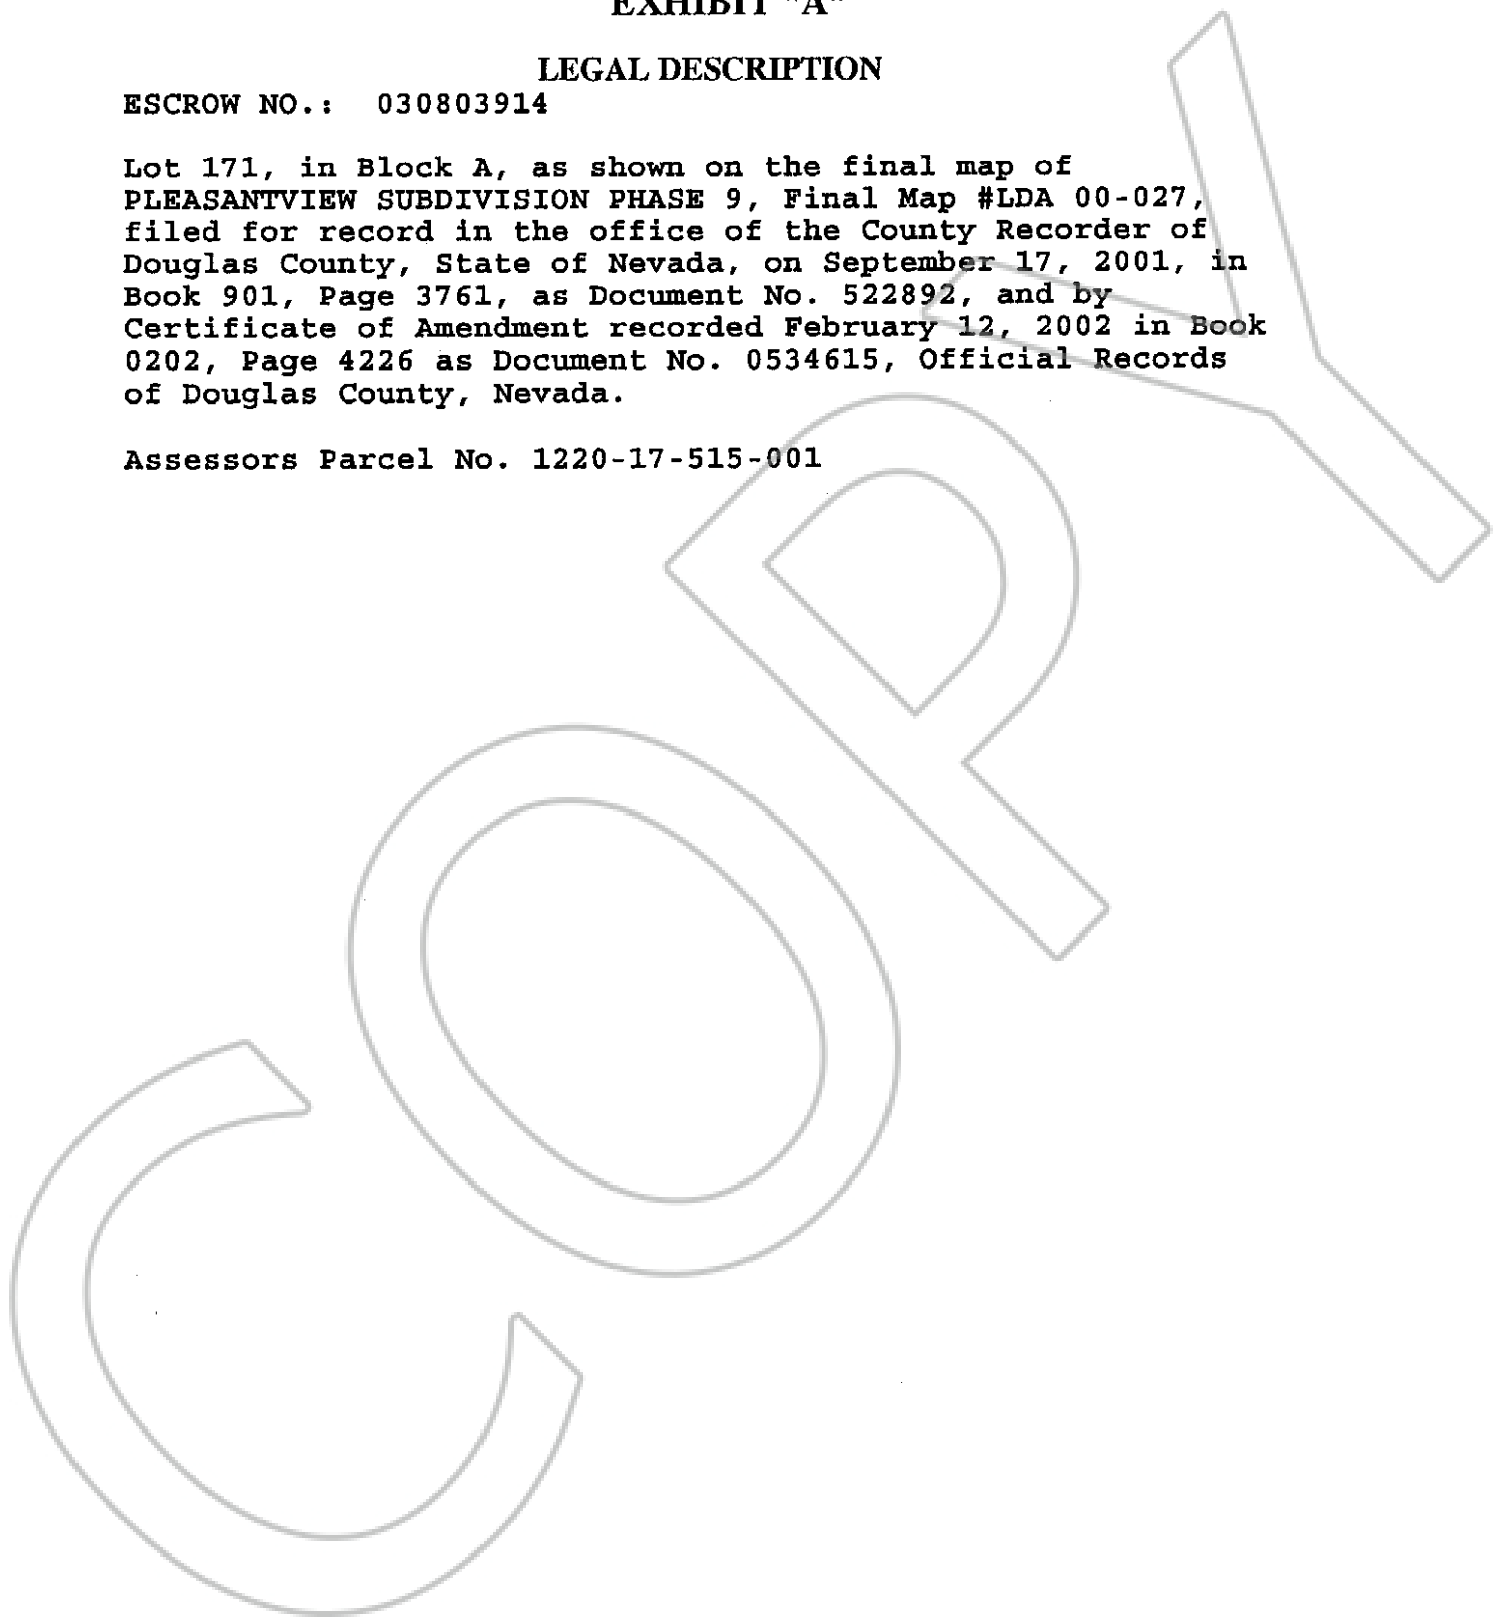 EXHIBIT "A"
LEGAL DESCRIPTION
ESCROW NO.: 030803914
Lot 171, in Block A, as shown on the final map of
PLEASANTVIEW SUBDIVISION PHASE 9, Final Map #LDA 00-027,
filed for record in the office of the County Recorder of
Douglas County, State of Nevada, on September 17, 2001, in
Book 901, Page 3761, as Document No. 522892, and by
Certificate of Amendment recorded February 12, 2002 in Book
0202, Page 4226 as Document No. 0534615, Official Records
of Douglas County, Nevada.
Assessors Parcel No. 1220-17-515-001
COPY